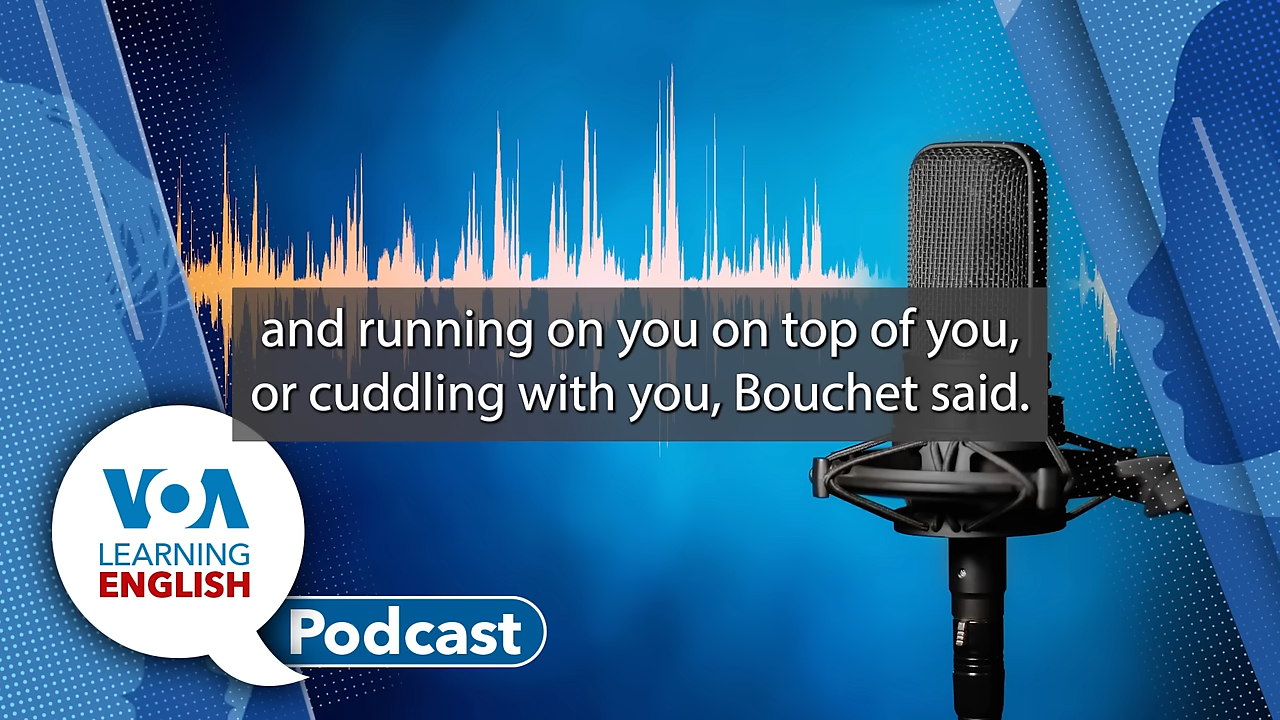 and running on you on top of you,
or cuddling with you, Bouchet said.
VOA
LEARNING
ENGLISH
Podcast